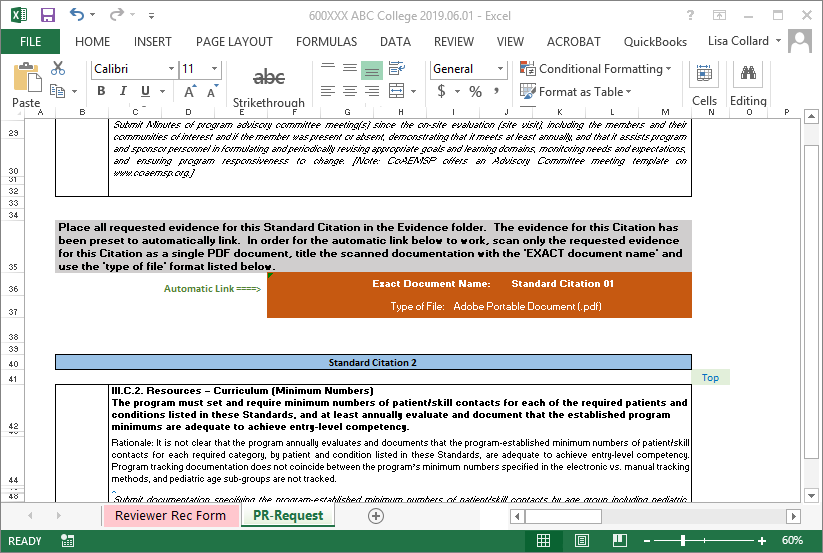 600XXX ABC College 2019.06.01 - Excel
FILE HOME INSERT PAGE LAYOUT FORMULAS DATA REVIEW VIEW ACROBAT QuickBooks Lisa Collard
Calibri 11 General Conditional Formatting
abc
B I U A A $ % , Format as Table
Paste Strikethrough Cells Editing
A B C D E F G H I J K L M N O P
29
Submit Minutes of program advisory committee meeting(s) since the on-site evaluation (site visit), including the members and their
communities of interest and if the member was present or absent, demonstrating that it meets at least annually, and that it assists program
and sponsor personnel in formulating and periodically revising appropriate goals and learning domains, monitoring needs and expectations,
and ensuring program responsiveness to change. [Note: CoAEMSP offers an Advisory Committee meeting template on
30 www.coaemsp.org.]
31
32
33
34
Place all requested evidence for this Standard Citation in the Evidence folder. The evidence for this Citation has
been preset to automatically link. In order for the automatic link below to work, scan only the requested evidence
for this Citation as a single PDF document, title the scanned documentation with the 'EXACT document name' and
35 use the 'type of file' format listed below.
36 Automatic Link ====> Exact Document Name: Standard Citation 01
37 Type of File: Adobe Portable Document (.pdf)
38
39
40 Standard Citation 2
41 Top
III.C.2. Resources – Curriculum (Minimum Numbers)
The program must set and require minimum numbers of patient/skill contacts for each of the required patients and
conditions listed in these Standards, and at least annually evaluate and document that the established program
42 minimums are adequate to achieve entry-level competency.
Rationale: It is not clear that the program annually evaluates and documents that the program-established minimum numbers of patient/skill
contacts for each required category, by patient and condition listed in these Standards, are adequate to achieve entry-level competency.
Program tracking documentation does not coincide between the program's minimum numbers specified in the electronic vs. manual tracking
44 methods, and pediatric age sub-groups are not tracked.
48 Submit documentation specifying the program-established minimum numbers of patient/skill contacts by age group including pediatric
Reviewer Rec Form PR-Request
READY 60%